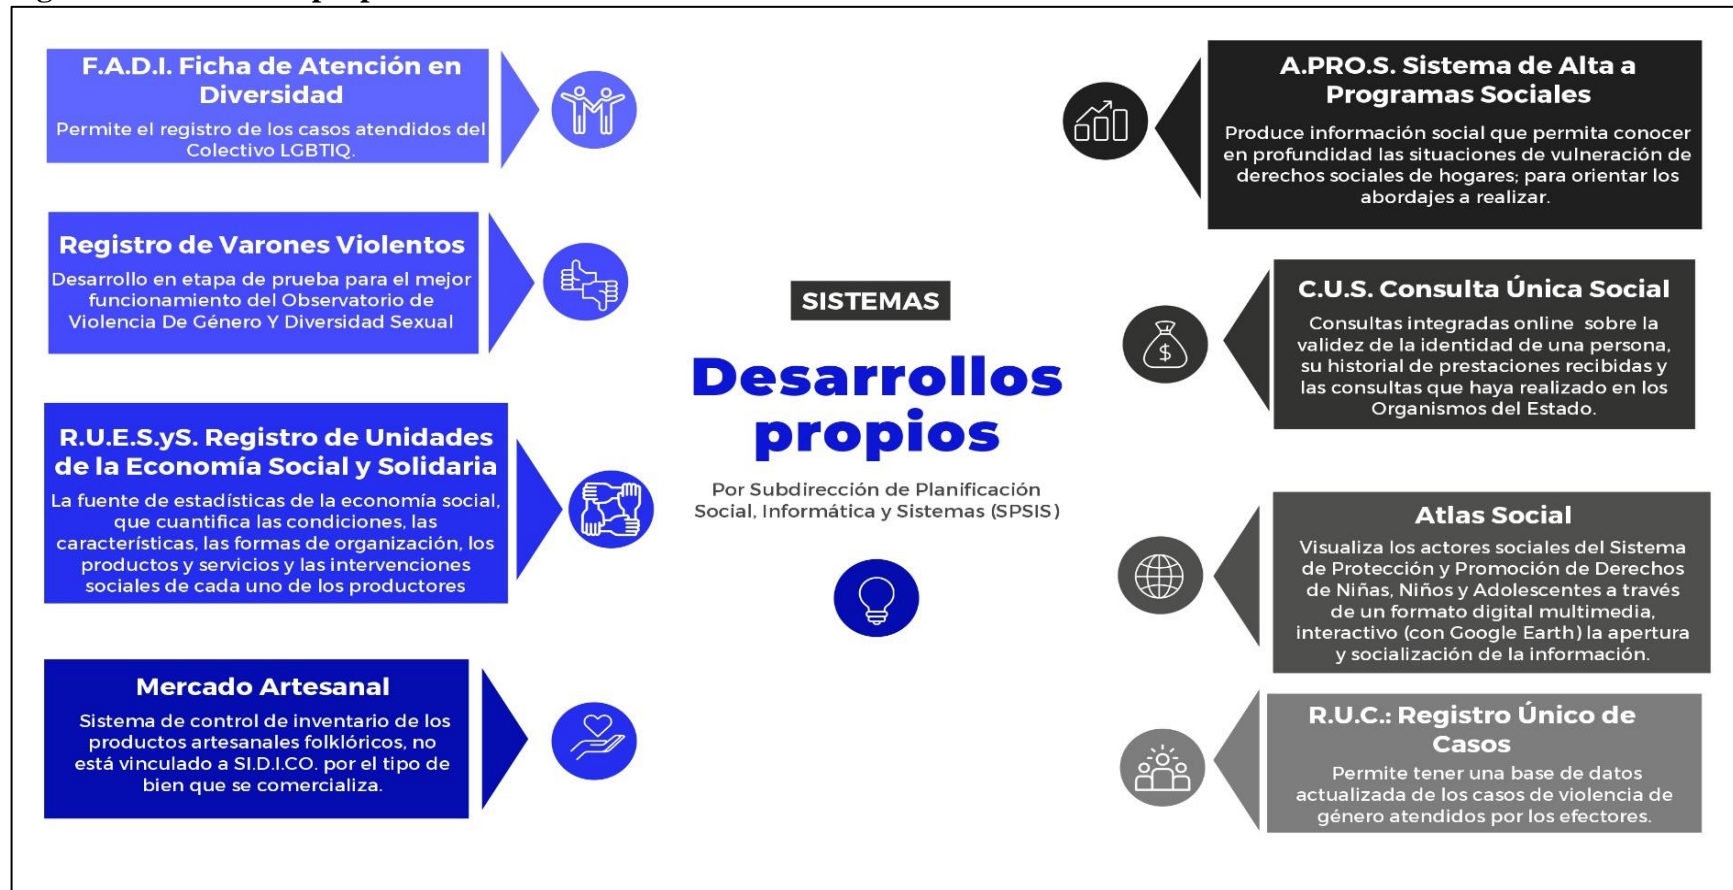 F.A.D.I. Ficha de Atención en
Diversidad
Permite el registro de los casos atendidos del
Colectivo LGBTIQ.
Registro de Varones Violentos
Desarrollo en etapa de prueba para el mejor
funcionamiento del Observatorio de
Violencia De Género Y Diversidad Sexual
R.U.E.S.yS. Registro de Unidades
de la Economía Social y Solidaria
La fuente de estadísticas de la economía social,
que cuantifica las condiciones, las
características, las formas de organización, los
productos y servicios y las intervenciones
sociales de cada uno de los productores
Mercado Artesanal
Sistema de control de inventario de los
productos artesanales folklóricos, no
está vinculado a SI.D.I.CO. por el tipo de
bien que se comercializa.
SISTEMAS
Desarrollos
propios
Por Subdirección de Planificación
Social, Informática y Sistemas (SPSIS)
$
A.PRO.S. Sistema de Alta a
Programas Sociales
Produce información social que permita conocer
en profundidad las situaciones de vulneración de
derechos sociales de hogares; para orientar los
abordajes a realizar.
C.U.S. Consulta Única Social
Consultas integradas online sobre la
validez de la identidad de una persona,
su historial de prestaciones recibidas y
las consultas que haya realizado en los
Organismos del Estado.
Atlas Social
Visualiza los actores sociales del Sistema
de Protección y Promoción de Derechos
de Niñas, Niños y Adolescentes a través
de un formato digital multimedia,
interactivo (con Google Earth) la apertura
y socialización de la información.
R.U.C.: Registro Único de
Casos
Permite tener una base de datos
actualizada de los casos de violencia de
género atendidos por los efectores.